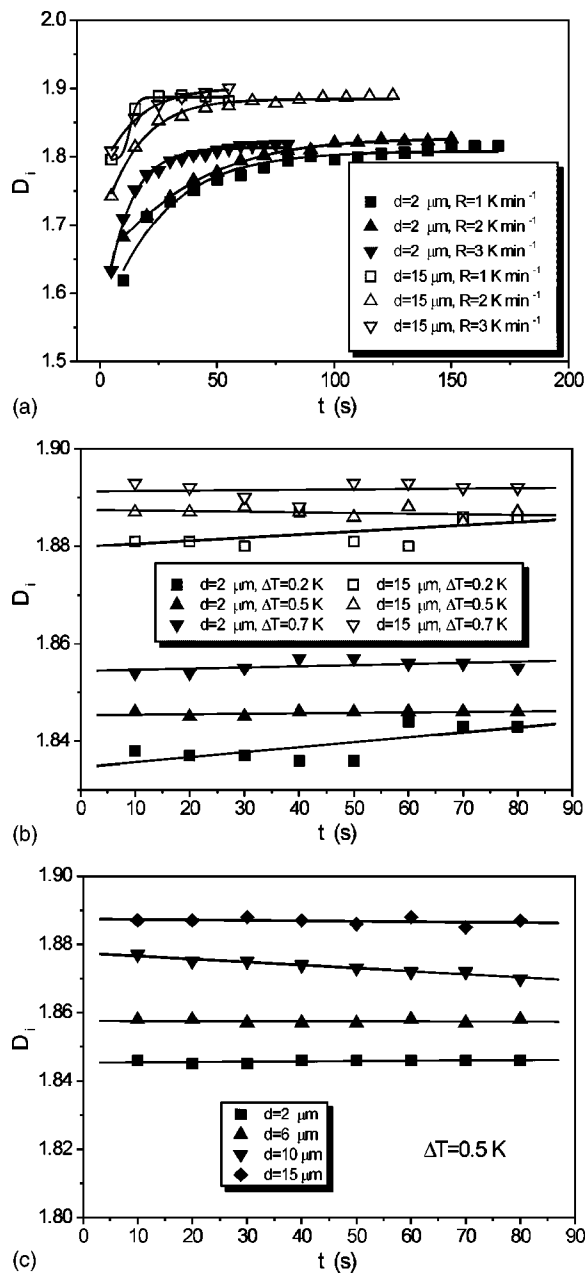 2.0
1.9
1.8
1.7
1.6
1.5
D_i
d=2 μm, R=1 K min⁻¹
d=2 μm, R=2 K min⁻¹
d=2 μm, R=3 K min⁻¹
d=15 μm, R=1 K min⁻¹
d=15 μm, R=2 K min⁻¹
d=15 μm, R=3 K min⁻¹
0 50 100 150 200
t (s)
(a)
1.90
1.88
1.86
1.84
D_i
d=2 μm, ΔT=0.2 K d=15 μm, ΔT=0.2 K
d=2 μm, ΔT=0.5 K d=15 μm, ΔT=0.5 K
d=2 μm, ΔT=0.7 K d=15 μm, ΔT=0.7 K
0 10 20 30 40 50 60 70 80 90
t (s)
(b)
1.90
1.88
1.86
1.84
1.82
1.80
D_i
d=2 μm
d=6 μm
d=10 μm
d=15 μm
ΔT=0.5 K
0 10 20 30 40 50 60 70 80 90
t (s)
(c)